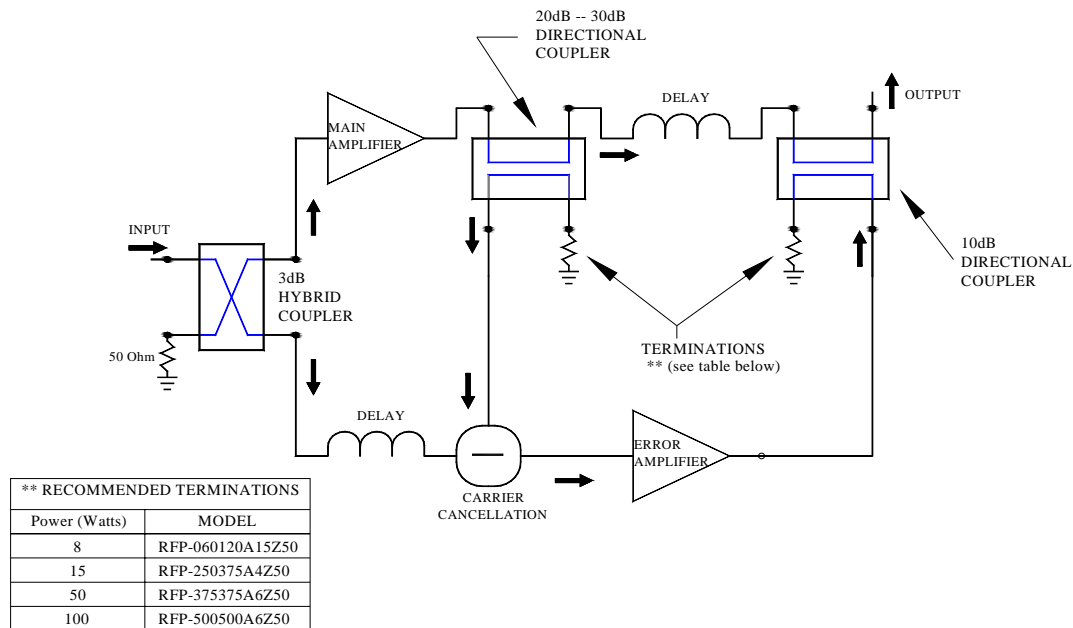 20dB -- 30dB
DIRECTIONAL
COUPLER
DELAY
OUTPUT
MAIN
AMPLIFIER
INPUT
3dB
HYBRID
COUPLER
10dB
DIRECTIONAL
COUPLER
50 Ohm
TERMINATIONS
** (see table below)
DELAY
ERROR
AMPLIFIER
CARRIER
CANCELLATION
** RECOMMENDED TERMINATIONS
Power (Watts) MODEL
8 RFP-060120A15Z50
15 RFP-250375A4Z50
50 RFP-375375A6Z50
100 RFP-500500A6Z50